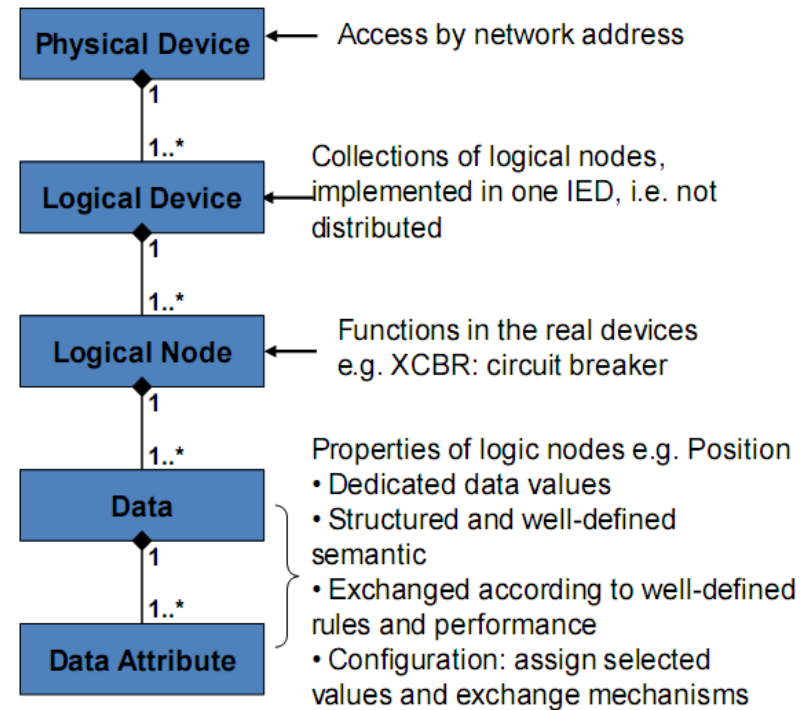 Physical Device
Access by network address
1
1..*
Logical Device
Collections of logical nodes,
implemented in one IED, i.e. not
distributed
1
1..*
Logical Node
Functions in the real devices
e.g. XCBR: circuit breaker
1
1..*
Data
Properties of logic nodes e.g. Position
• Dedicated data values
• Structured and well-defined
semantic
• Exchanged according to well-defined
rules and performance
• Configuration: assign selected
values and exchange mechanisms
1
1..*
Data Attribute